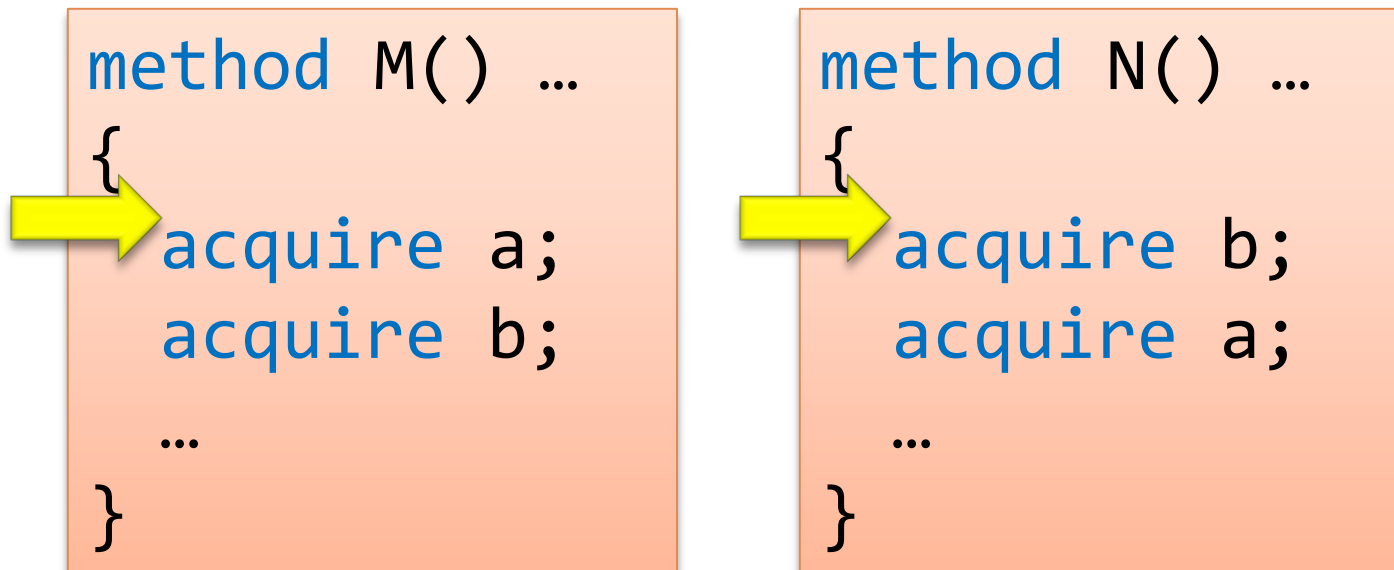 method M() …
{
acquire a;
acquire b;
…
}
method N() …
{
acquire b;
acquire a;
…
}